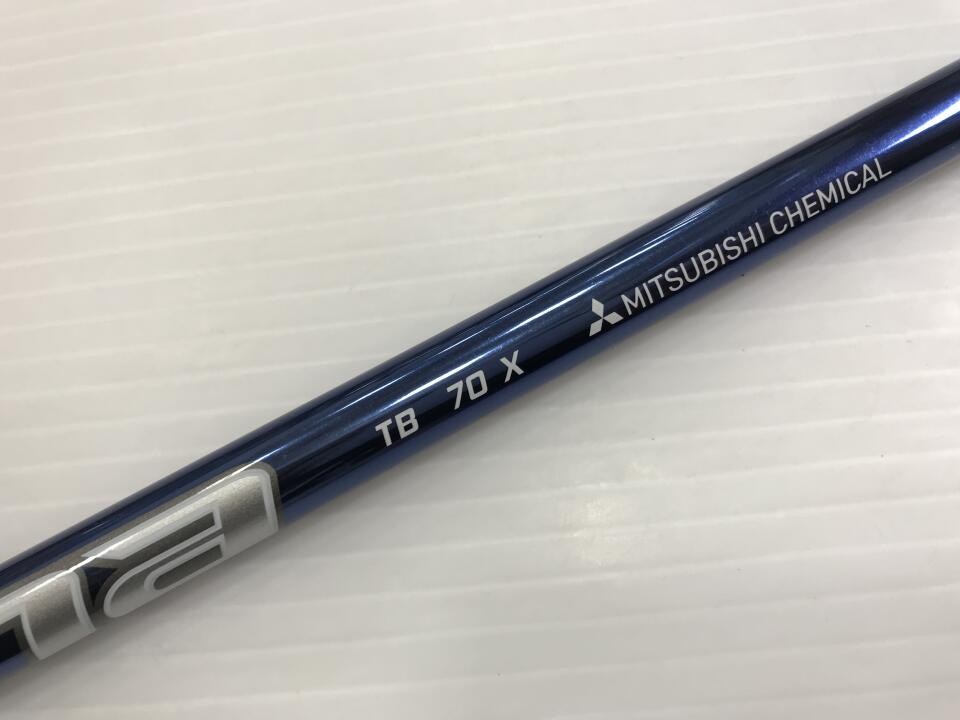 TB 70 X MITSUBISHI CHEMICAL